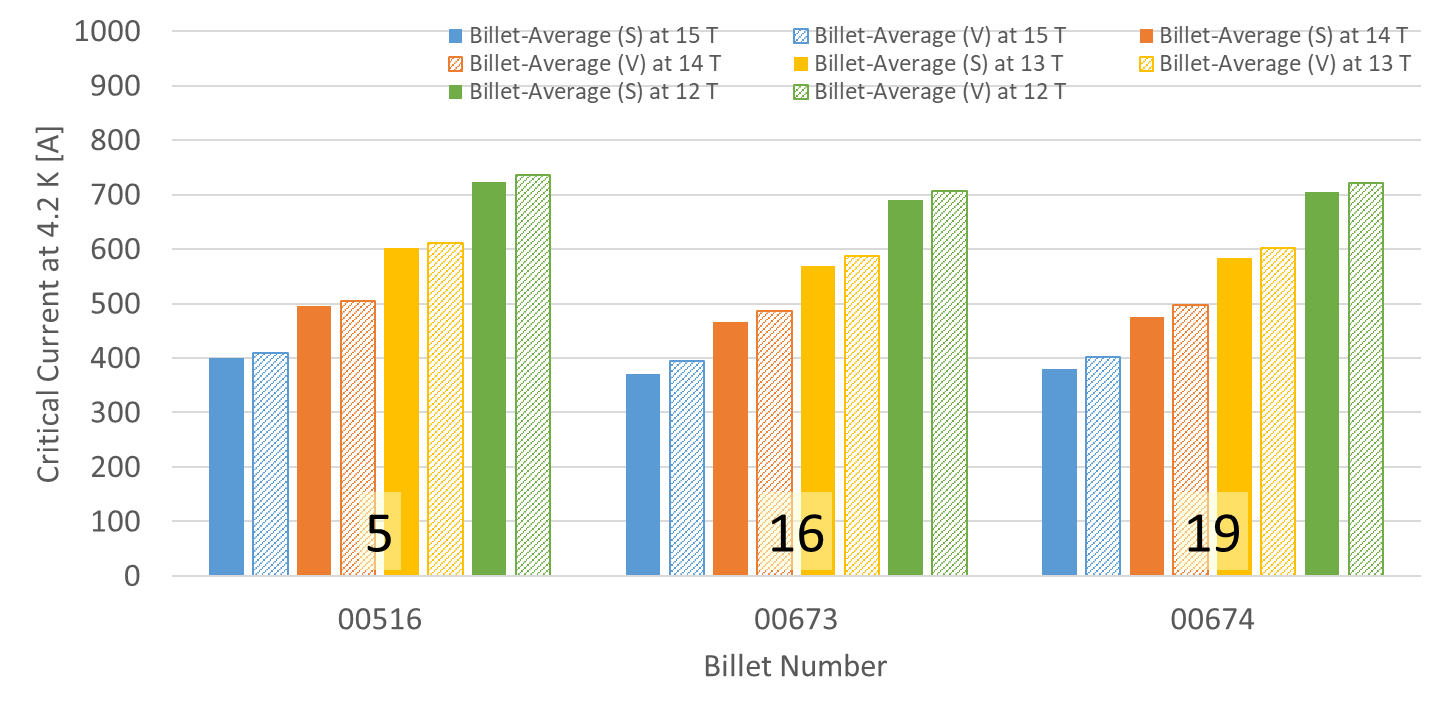 1000
900
800
700
600
500
400
300
200
100
0
Critical Current at 4.2 K [A]
Billet-Average (S) at 15 T Billet-Average (V) at 15 T Billet-Average (S) at 14 T
Billet-Average (V) at 14 T Billet-Average (S) at 13 T Billet-Average (V) at 13 T
Billet-Average (S) at 12 T Billet-Average (V) at 12 T
5 16 19
00516 00673 00674
Billet Number